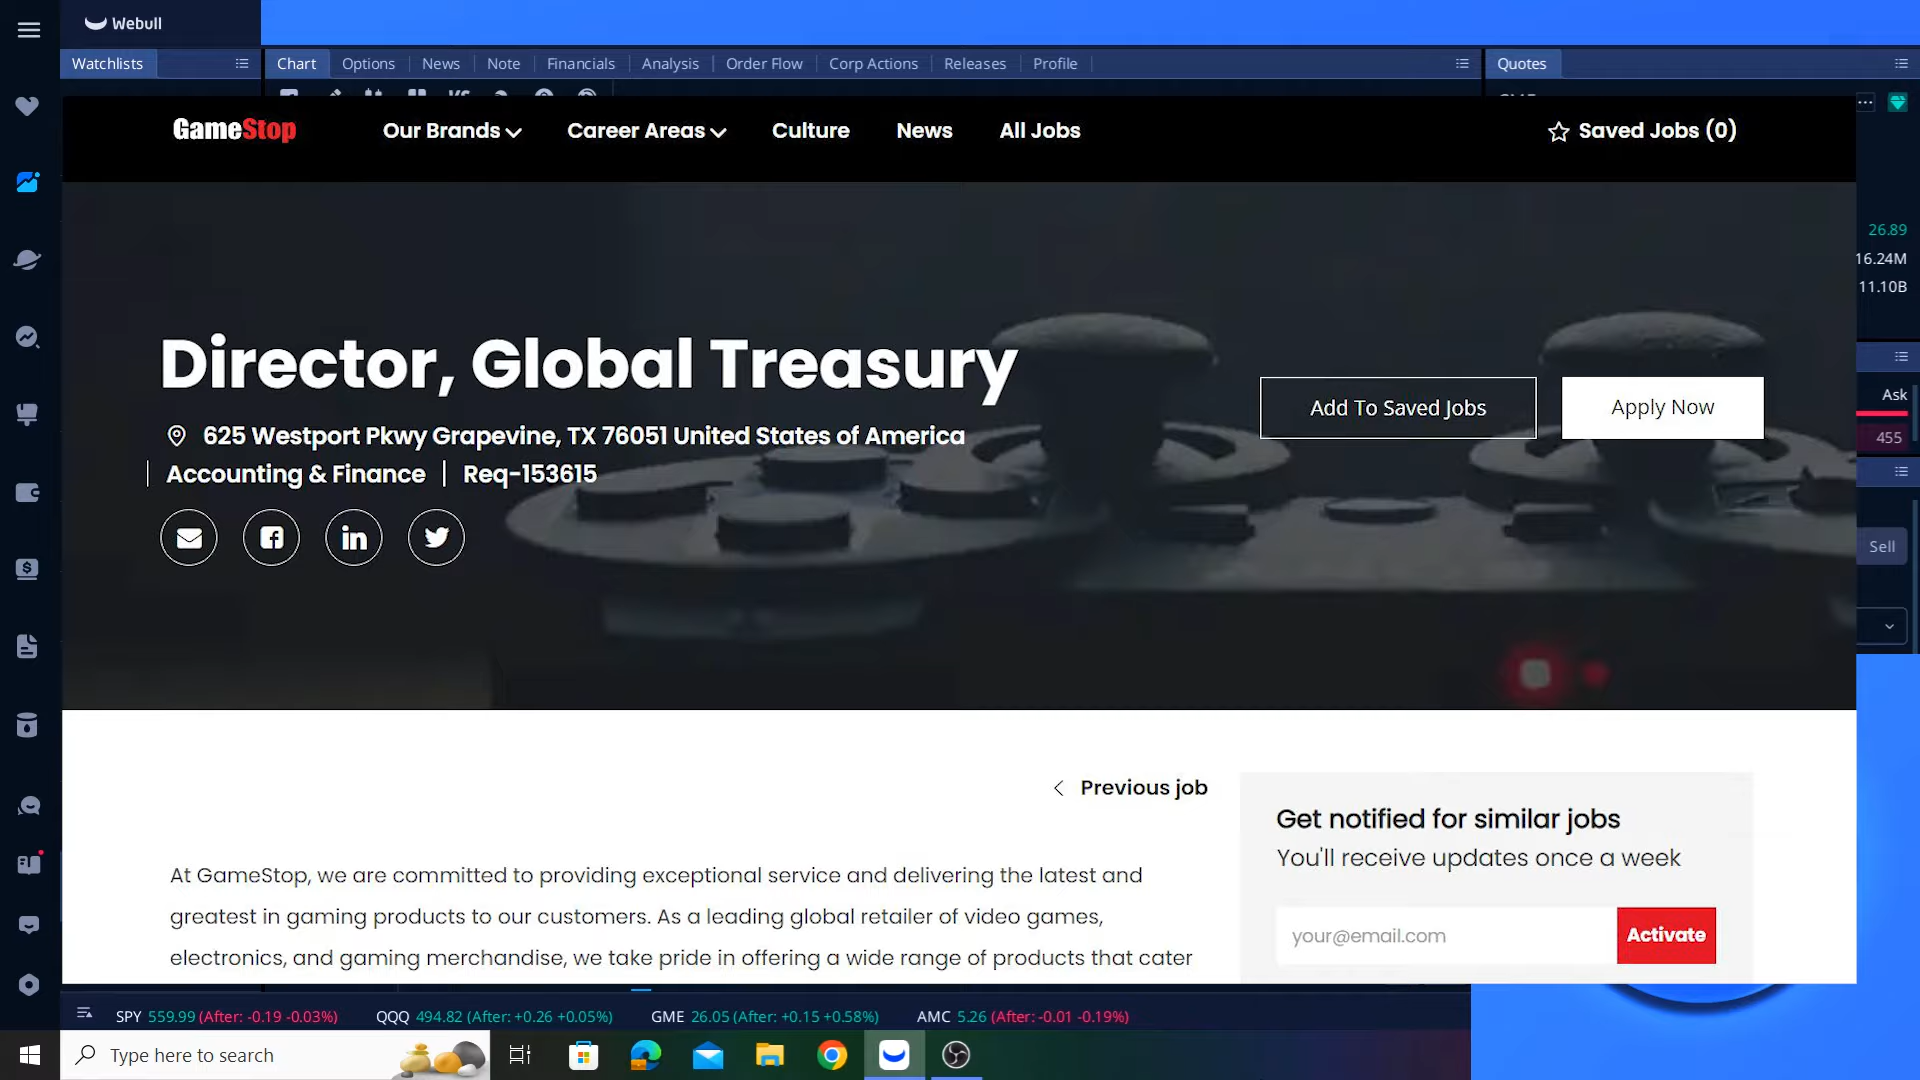 Webull
Watchlists
Chart Options News Note Financials Analysis Order Flow Corp Actions Releases Profile
Quotes
GameStop Our Brands Career Areas Culture News All Jobs Saved Jobs (0)
26.89
16.24M
11.10B
Director, Global Treasury
Add To Saved Jobs
Apply Now
Ask
455
625 Westport Pkwy Grapevine, TX 76051 United States of America
Accounting & Finance | Req-153615
Sell
Previous job
Get notified for similar jobs
You'll receive updates once a week
your@email.com
Activate
At GameStop, we are committed to providing exceptional service and delivering the latest and
greatest in gaming products to our customers. As a leading global retailer of video games,
electronics, and gaming merchandise, we take pride in offering a wide range of products that cater
SPY 559.99 (After: -0.19 -0.03%) QQQ 494.82 (After: +0.26 +0.05%) GME 26.05 (After: +0.15 +0.58%) AMC 5.26 (After: -0.01 -0.19%)
Type here to search